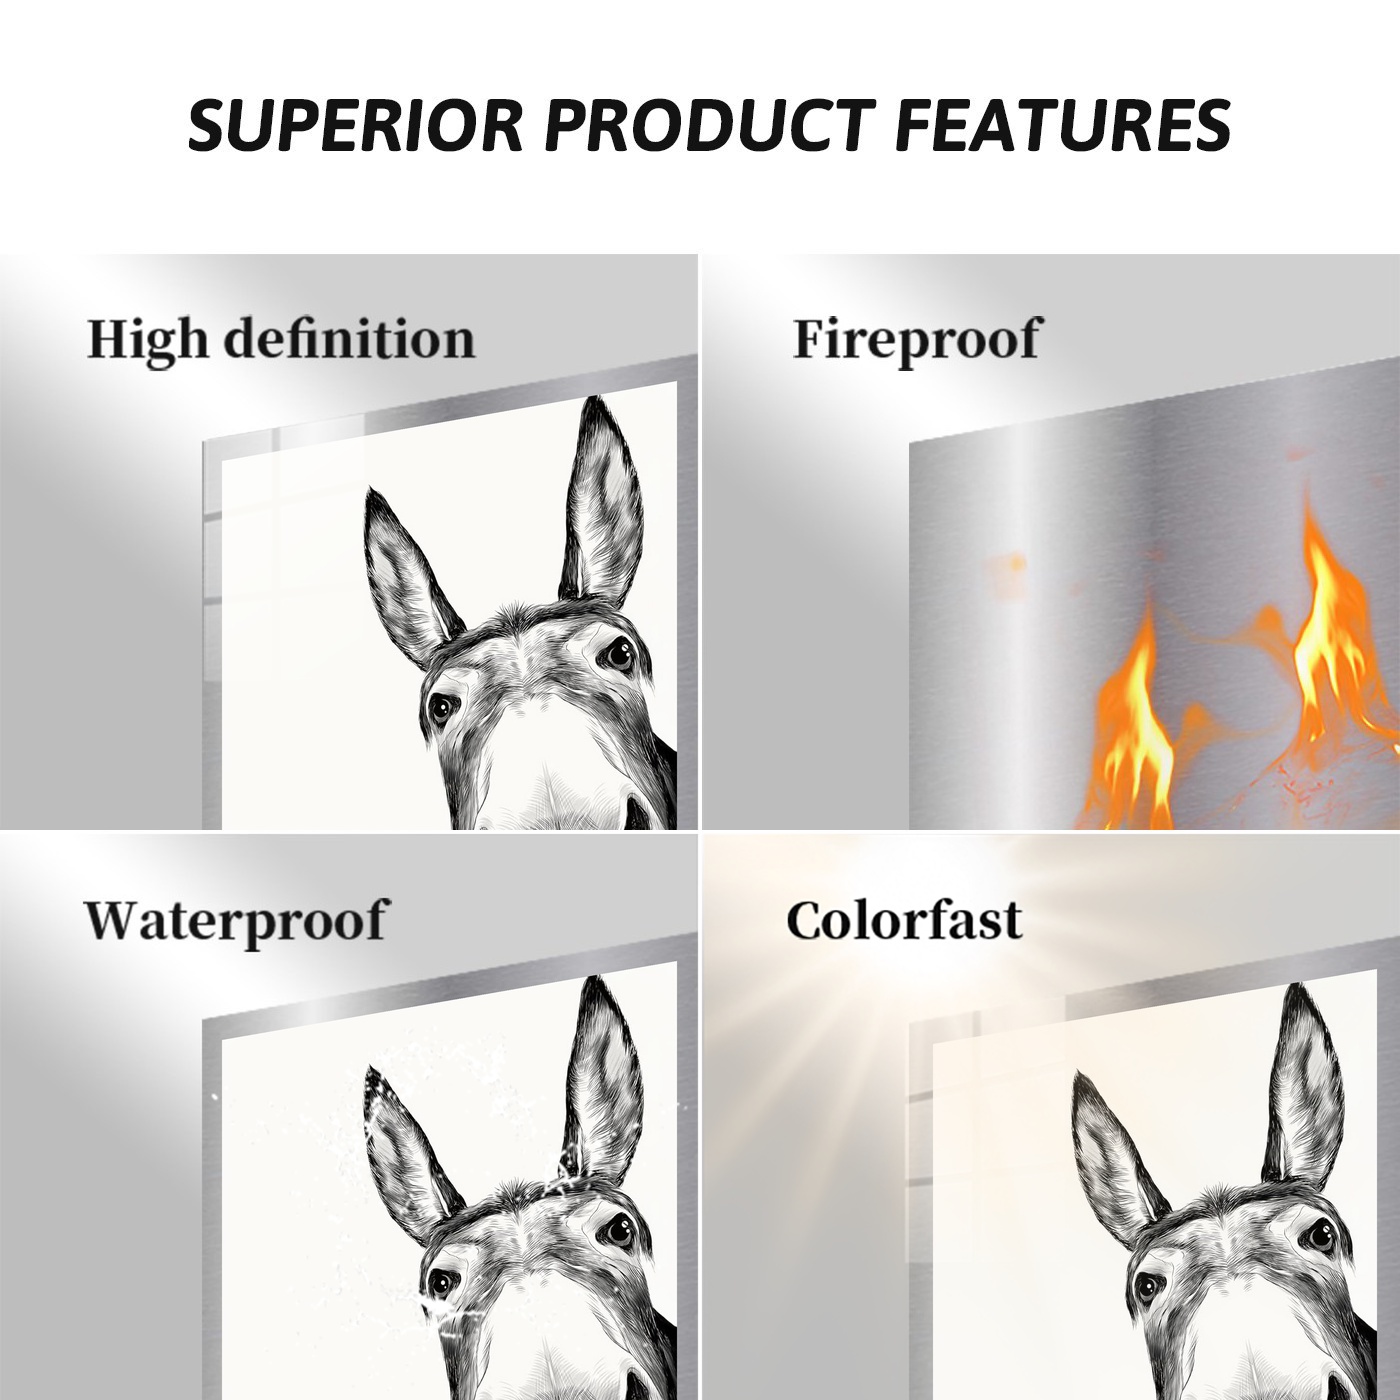 SUPERIOR PRODUCT FEATURES
High definition
Fireproof
Waterproof
Colorfast